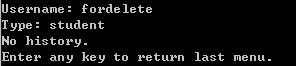 Username: fordelete
Type: student
No history.
Enter any key to return last menu.